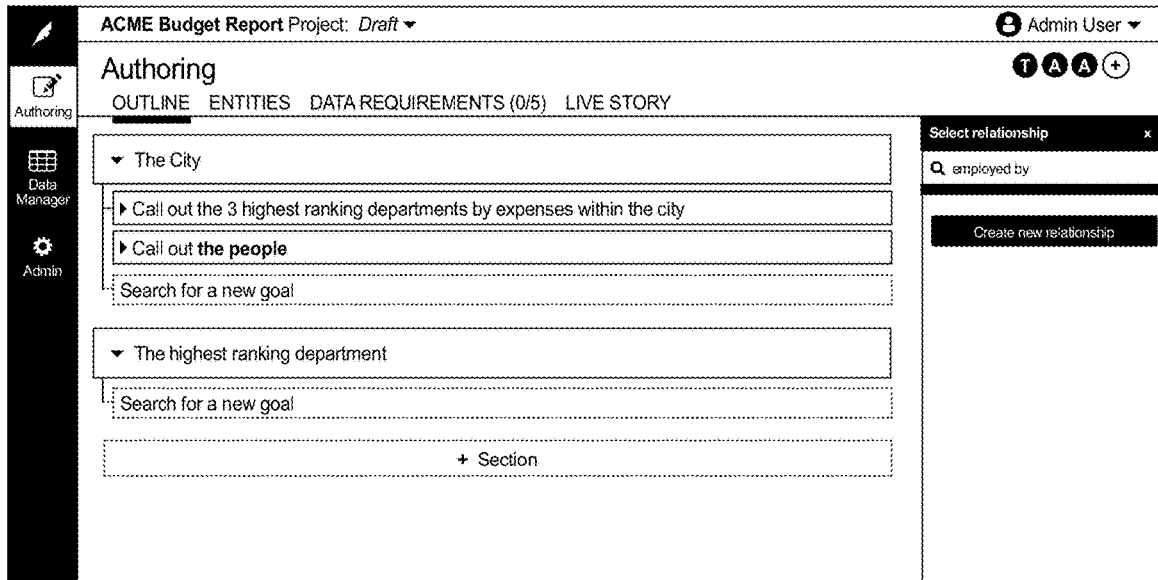 ACME Budget Report Project: Draft
Admin User
Authoring
T A A +
OUTLINE ENTITIES DATA REQUIREMENTS (0/5) LIVE STORY
Authoring
Data
Manager
Admin
The City
Call out the 3 highest ranking departments by expenses within the city
Call out the people
Search for a new goal
The highest ranking department
Search for a new goal
+ Section
Select relationship x
employed by
Create new relationship